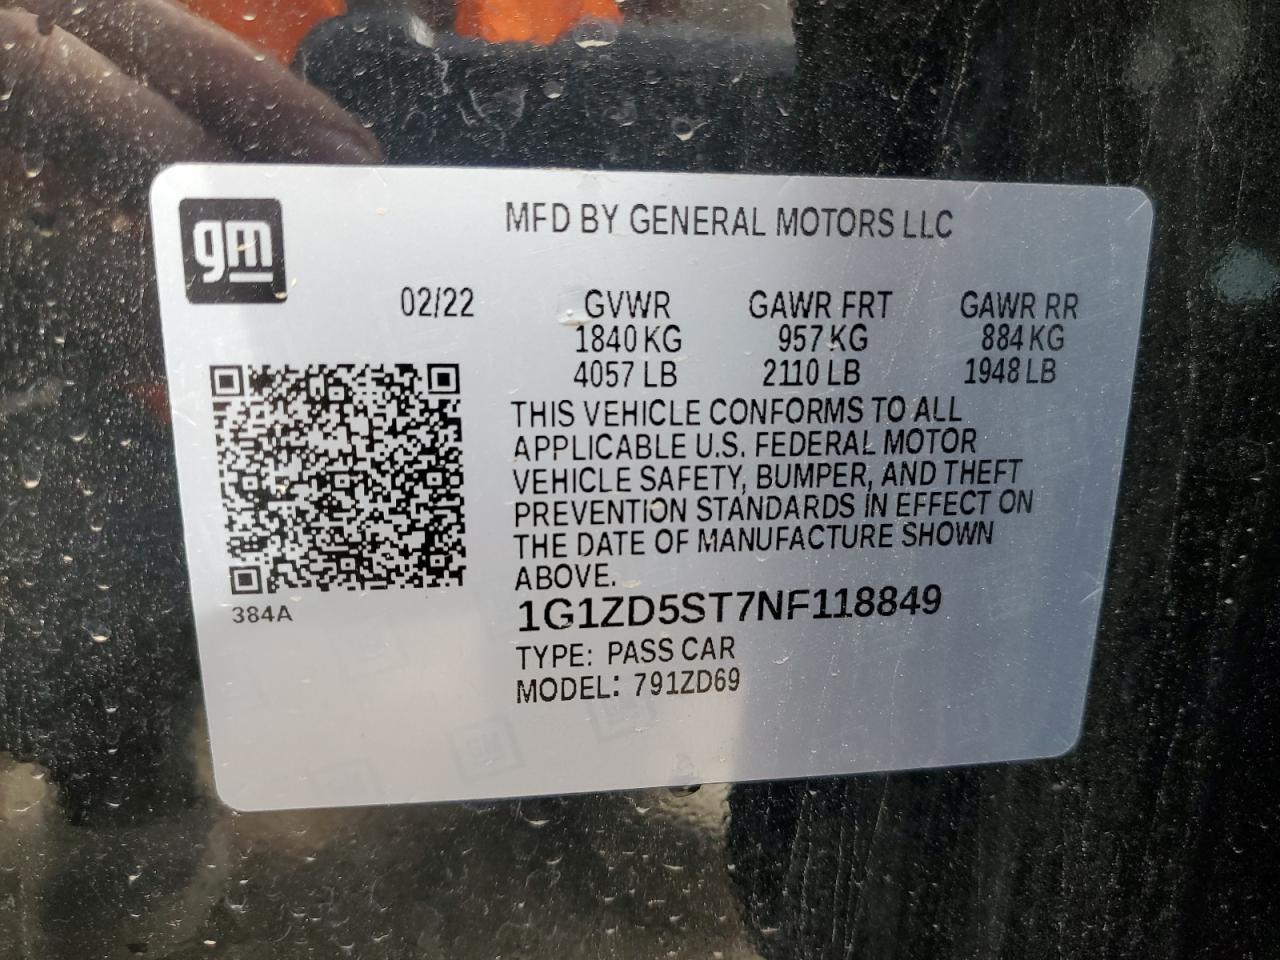 gm
MFD BY GENERAL MOTORS LLC
02/22 GVWR GAWR FRT GAWR RR
1840 KG 957 KG 884 KG
4057 LB 2110 LB 1948 LB
THIS VEHICLE CONFORMS TO ALL
APPLICABLE U.S. FEDERAL MOTOR
VEHICLE SAFETY, BUMPER, AND THEFT
PREVENTION STANDARDS IN EFFECT ON
THE DATE OF MANUFACTURE SHOWN
ABOVE.
384A
1G1ZD5ST7NF118849
TYPE: PASS CAR
MODEL: 791ZD69